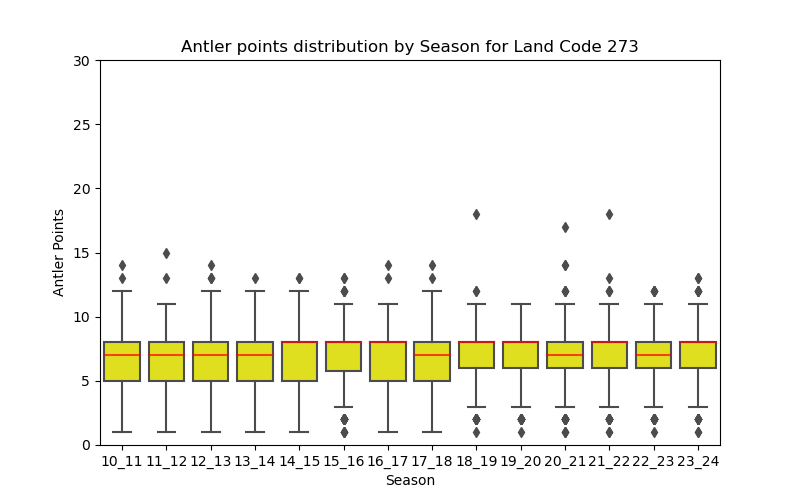 Antler points distribution by Season for Land Code 273
30
25
20
15
10
5
0
Antler Points
10_11 11_12 12_13 13_14 14_15 15_16 16_17 17_18 18_19 19_20 20_21 21_22 22_23 23_24
Season